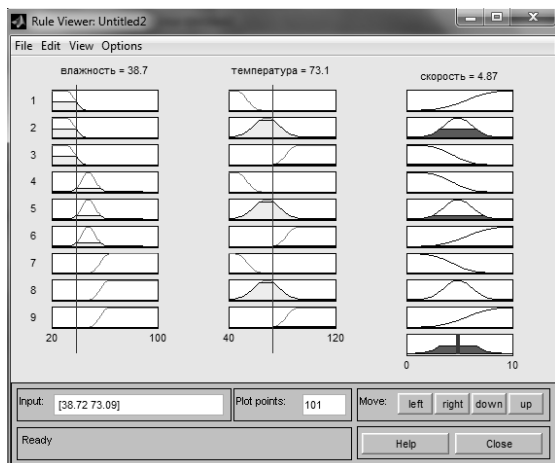 Rule Viewer: Untitled2
File Edit View Options
влажность = 38.7
температура = 73.1
скорость = 4.87
1
2
3
4
5
6
7
8
9
20 100
40 120
0 10
Input: [38.72 73.09]
Plot points: 101
Move: left right down up
Ready
Help Close